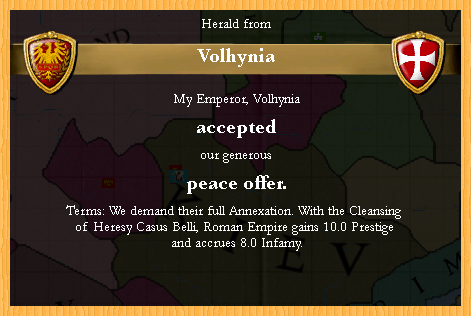 Herald from
Volhynia
My Emperor, Volhynia
accepted
our generous
peace offer.
Terms: We demand their full Annexation. With the Cleansing
of Heresy Casus Belli, Roman Empire gains 10.0 Prestige
and accrues 8.0 Infamy.